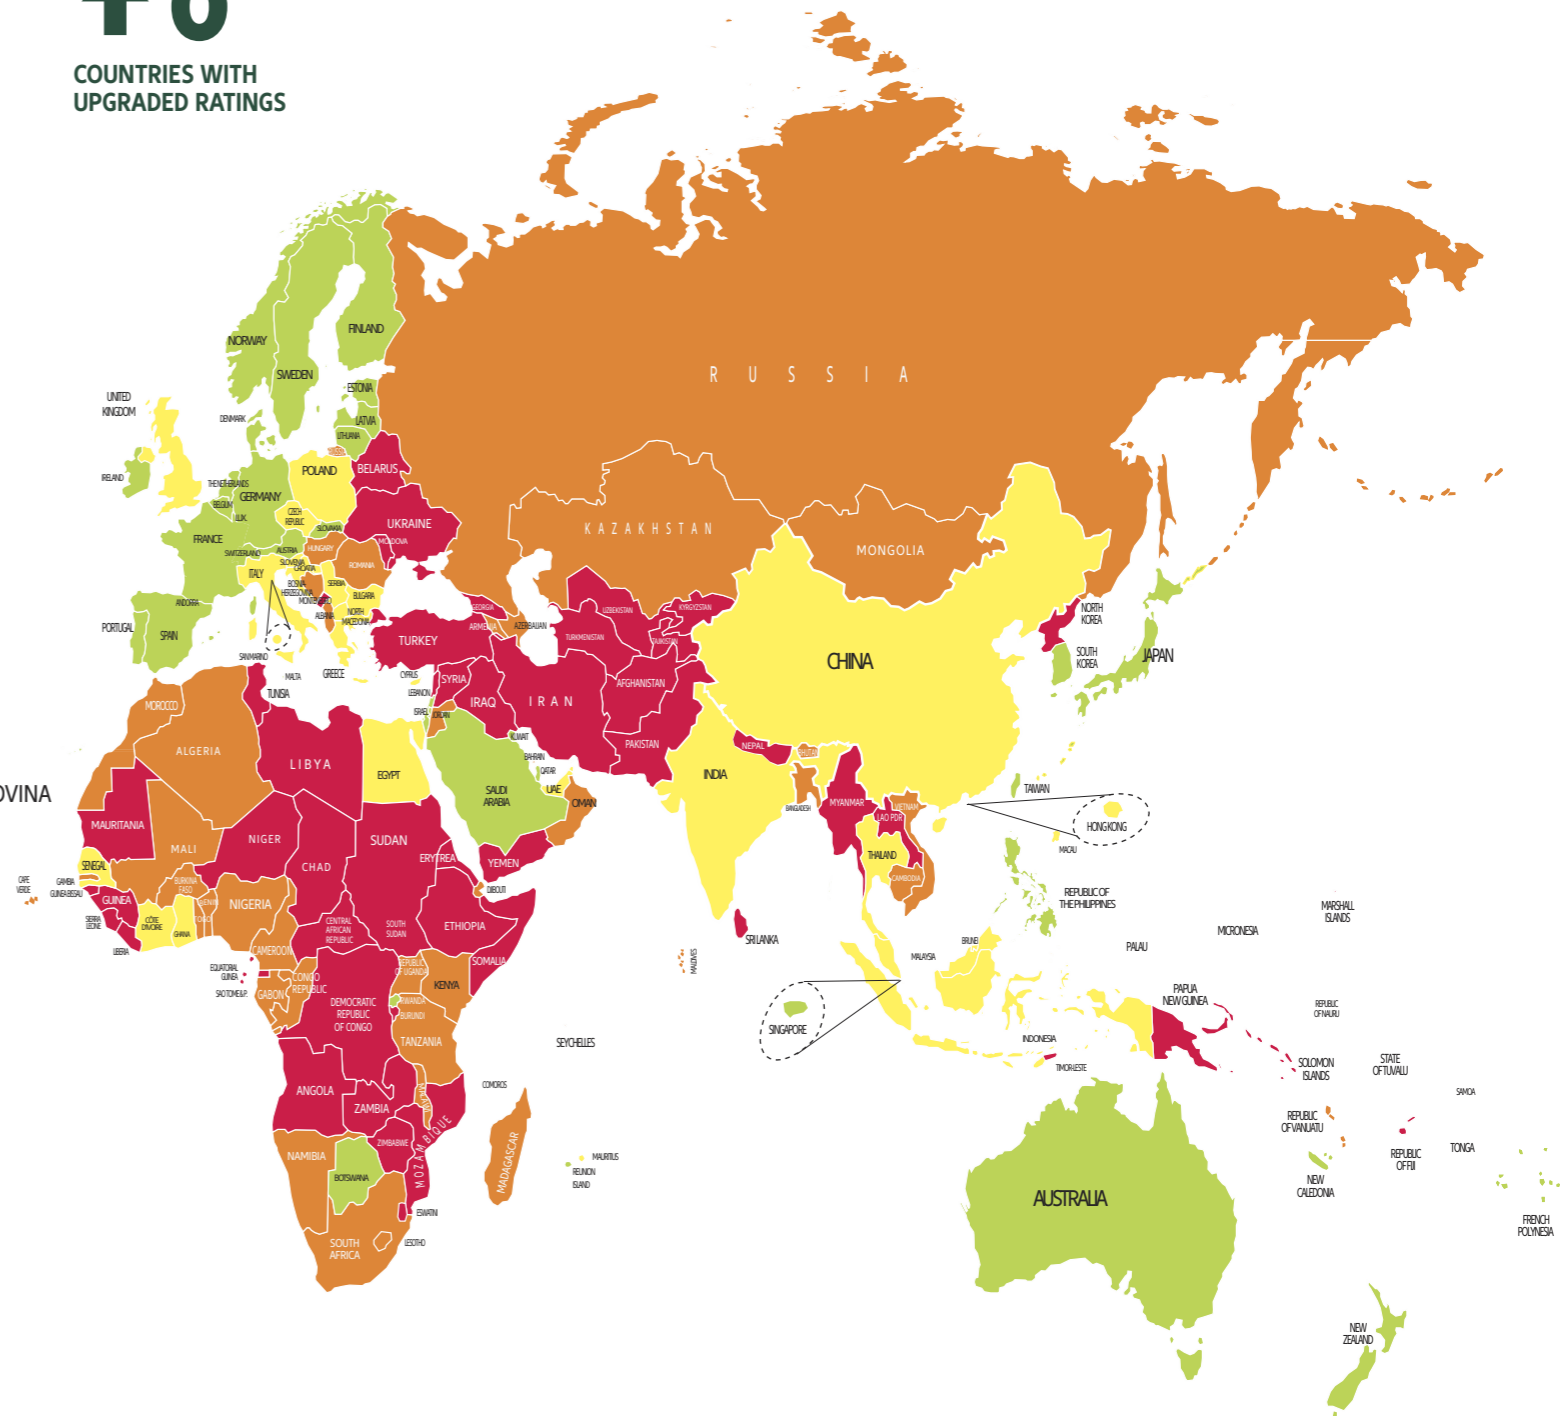 COUNTRIES WITH
UPGRADED RATINGS
RUSSIA
NORWAY
FINLAND
SWEDEN
ESTONIA
LATVIA
LITHUANIA
UNITED
KINGDOM
DENMARK
IRELAND
THE NETHERLANDS
BELGIUM
LUX.
GERMANY
POLAND
BELARUS
CZECH
REPUBLIC
SLOVAKIA
UKRAINE
MOLDOVA
FRANCE
SWITZERLAND
AUSTRIA
HUNGARY
ROMANIA
SLOVENIA
CROATIA
ITALY
BOSNIA
HERZEGOVINA
SERBIA
MONTENEGRO
BULGARIA
ALBANIA
NORTH
MACEDONIA
ANDORRA
PORTUGAL
SPAIN
SAN MARINO
MALTA
GREECE
CYPRUS
TURKEY
GEORGIA
ARMENIA
AZERBAIJAN
KAZAKHSTAN
MONGOLIA
UZBEKISTAN
KYRGYZSTAN
TURKMENISTAN
TAJIKISTAN
CHINA
NORTH
KOREA
SOUTH
KOREA
JAPAN
LEBANON
SYRIA
ISRAEL
JORDAN
IRAQ
IRAN
AFGHANISTAN
PAKISTAN
KUWAIT
BAHRAIN
QATAR
UAE
OMAN
SAUDI
ARABIA
YEMEN
NEPAL
BHUTAN
INDIA
BANGLADESH
MYANMAR
LAO PDR
VIETNAM
THAILAND
CAMBODIA
TAIWAN
HONG KONG
MACAU
REPUBLIC OF
THE PHILIPPINES
SRI LANKA
MALDIVES
MALAYSIA
BRUNEI
SINGAPORE
INDONESIA
TIMOR-LESTE
PALAU
MICRONESIA
MARSHALL
ISLANDS
PAPUA
NEW GUINEA
REPUBLIC
OF NAURU
SOLOMON
ISLANDS
STATE
OF TUVALU
SAMOA
REPUBLIC
OF VANUATU
REPUBLIC
OF FIJI
TONGA
NEW
CALEDONIA
FRENCH
POLYNESIA
AUSTRALIA
NEW
ZEALAND
OVINA
MOROCCO
ALGERIA
TUNISIA
LIBYA
EGYPT
MAURITANIA
MALI
NIGER
CHAD
SUDAN
ERYTREA
DJIBOUTI
SENEGAL
GAMBIA
GUINEA BISSAU
CAPE
VERDE
GUINEA
SIERRA
LEONE
LIBERIA
CÔTE
D'IVOIRE
BURKINA
FASO
GHANA
TOGO
BENIN
NIGERIA
CAMEROON
CENTRAL
AFRICAN
REPUBLIC
SOUTH
SUDAN
ETHIOPIA
SOMALIA
EQUATORIAL
GUINEA
SAO TOME & P.
GABON
CONGO
REPUBLIC
DEMOCRATIC
REPUBLIC
OF CONGO
REPUBLIC
OF UGANDA
KENYA
RWANDA
BURUNDI
TANZANIA
SEYCHELLES
COMOROS
ANGOLA
ZAMBIA
MALAWI
MOZAMBIQUE
ZIMBABWE
NAMIBIA
BOTSWANA
MADAGASCAR
MAURITIUS
REUNION
ISLAND
ESWATINI
LESOTHO
SOUTH
AFRICA